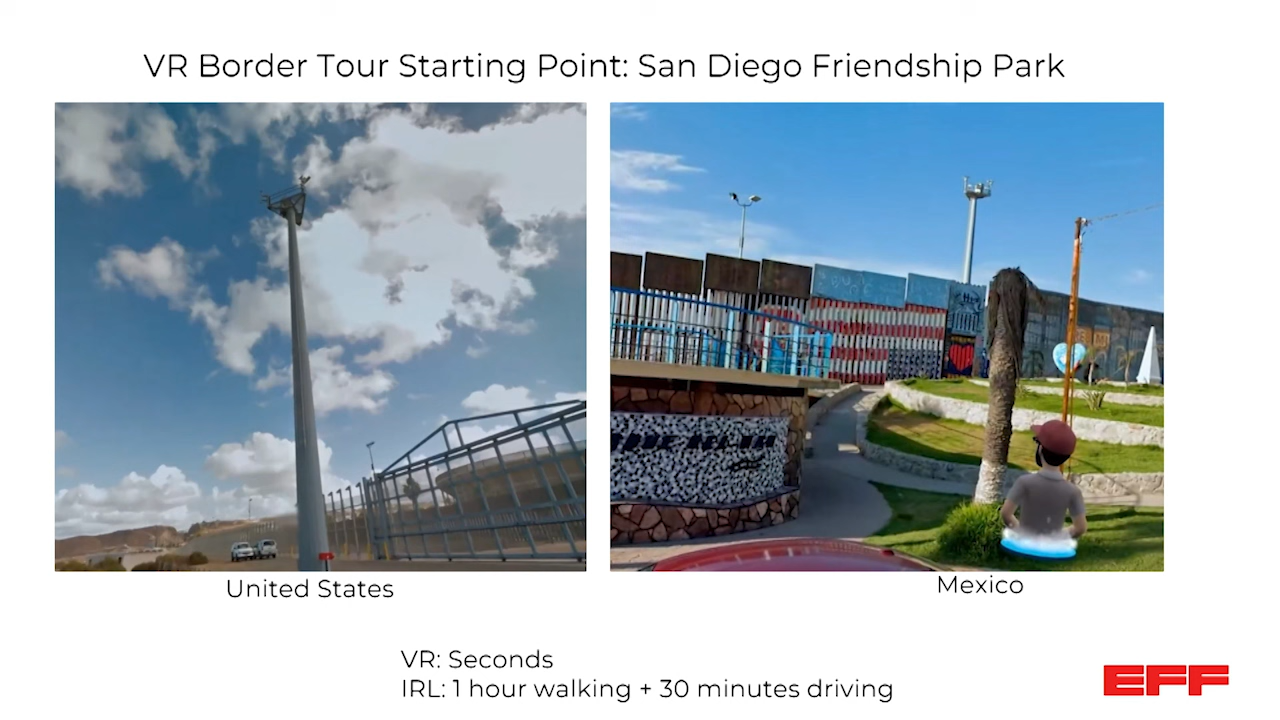 VR Border Tour Starting Point: San Diego Friendship Park
United States
Mexico
VR: Seconds
IRL: 1 hour walking + 30 minutes driving
EFF